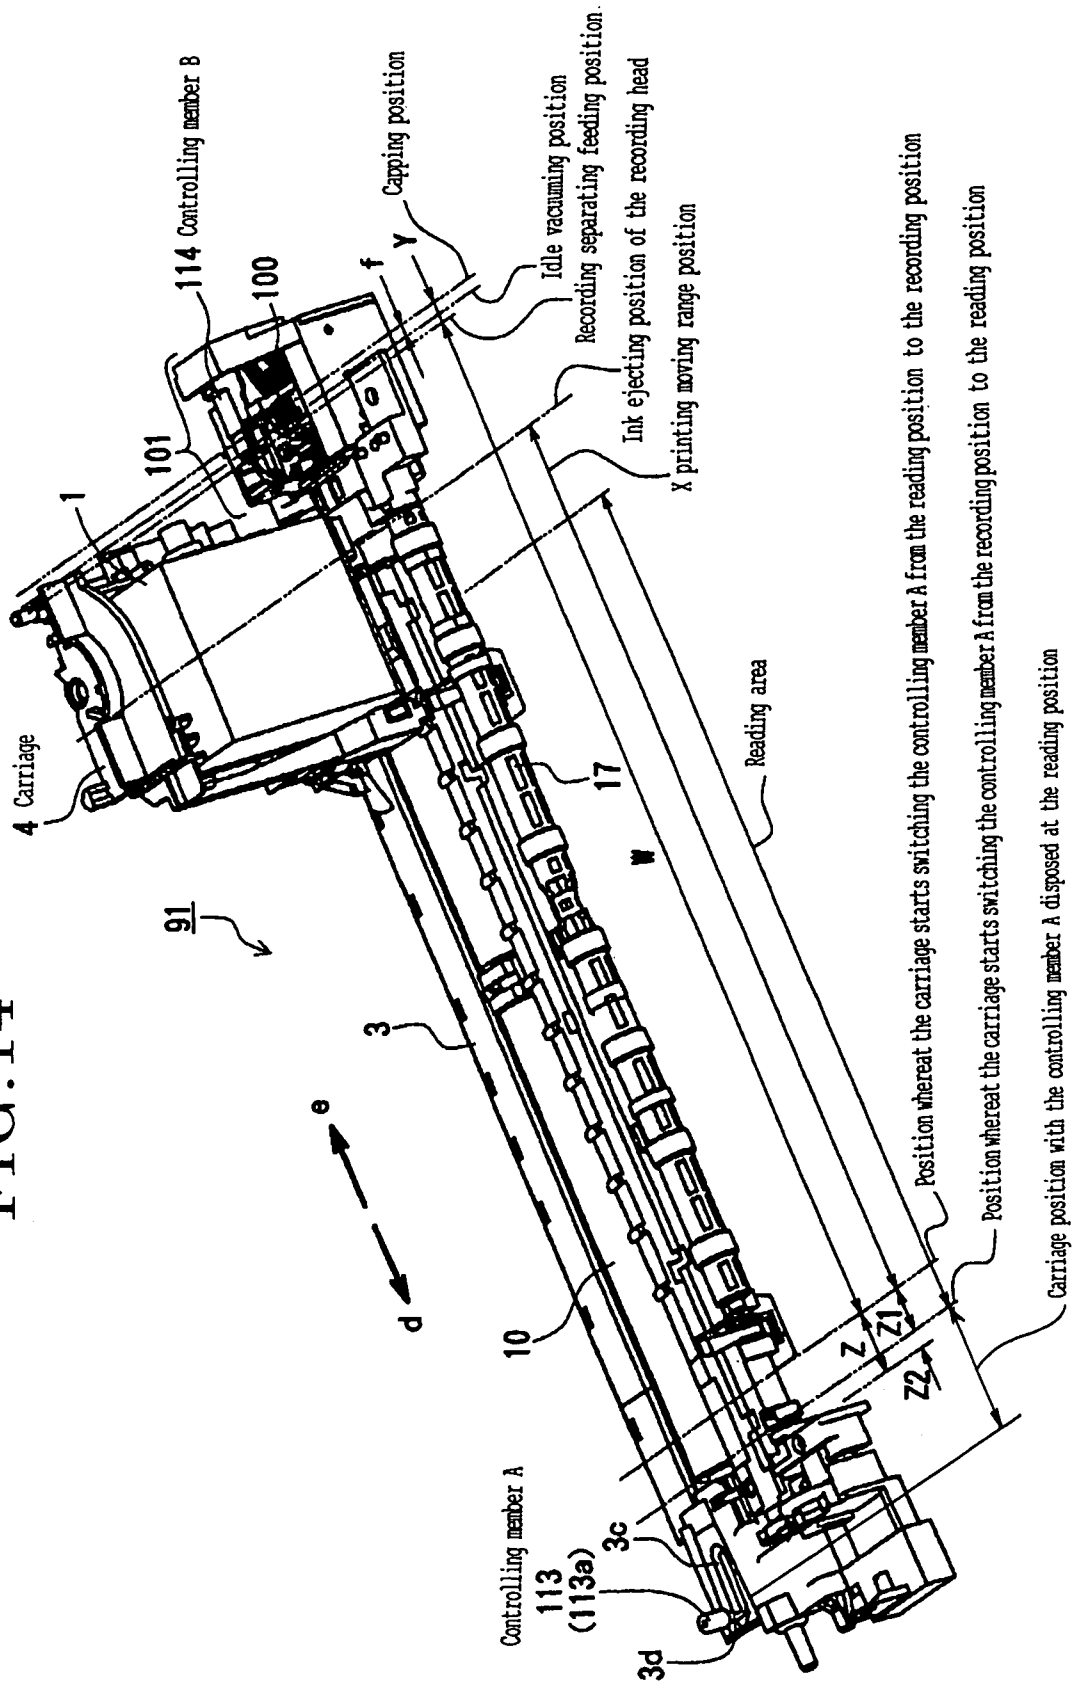 FIG.14
Controlling member B
114
100
101
1
4 Carriage
Capping position
Y
f
Idle vacuuming position
Recording separating feeding position
Ink ejecting position of the recording head
X printing moving range position
91
3
e
d
10
17
W
Reading area
Position whereat the carriage starts switching the controlling member A from the reading position to the recording position
Position whereat the carriage starts switching the controlling member A from the recording position to the reading position
Carriage position with the controlling member A disposed at the reading position
Z
Z1
Z2
Controlling member A
113
(113a)
3c
3d